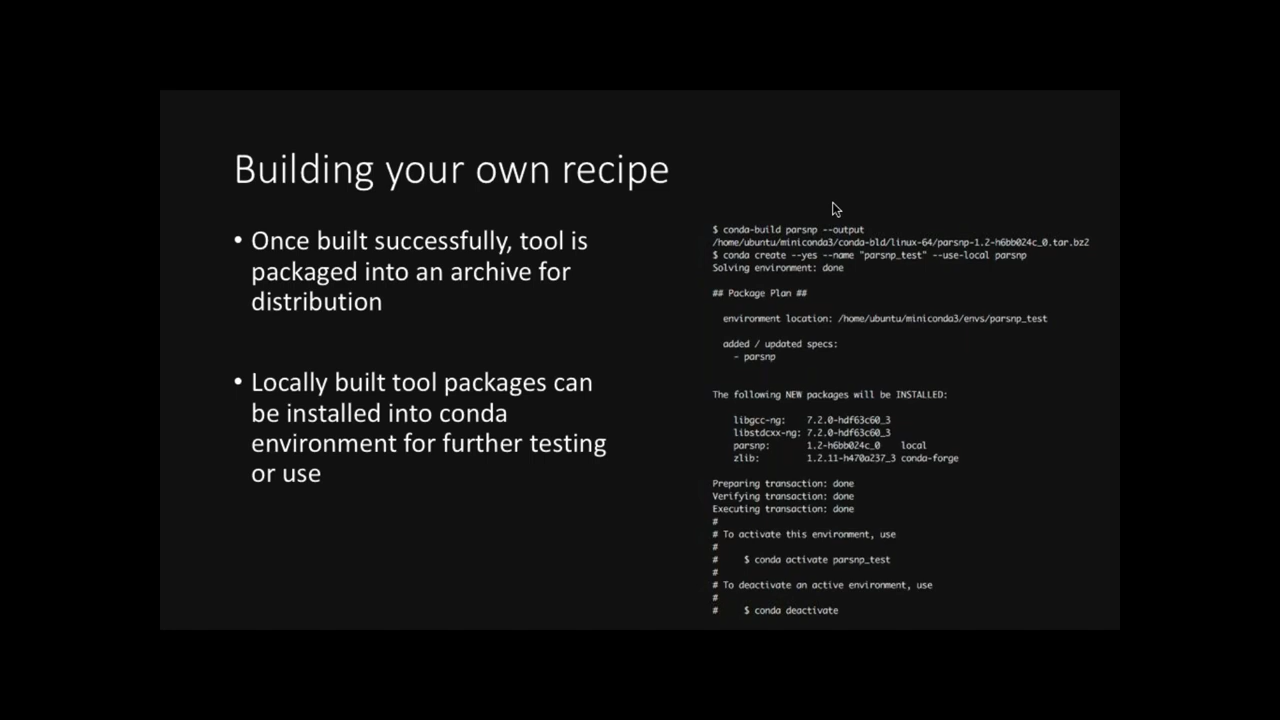 Building your own recipe
• Once built successfully, tool is
packaged into an archive for
distribution
• Locally built tool packages can
be installed into conda
environment for further testing
or use
$ conda-build parsnp --output
/home/ubuntu/miniconda3/conda-bld/linux-64/parsnp-1.2-h6bb024c_0.tar.bz2
$ conda create --yes --name "parsnp_test" --use-local parsnp
Solving environment: done
## Package Plan ##
environment location: /home/ubuntu/miniconda3/envs/parsnp_test
added / updated specs:
- parsnp
The following NEW packages will be INSTALLED:
libgcc-ng: 7.2.0-hdf63c60_3
libstdcxx-ng: 7.2.0-hdf63c60_3
parsnp: 1.2-h6bb024c_0 local
zlib: 1.2.11-h470a237_3 conda-forge
Preparing transaction: done
Verifying transaction: done
Executing transaction: done
#
# To activate this environment, use
#
# $ conda activate parsnp_test
#
# To deactivate an active environment, use
#
# $ conda deactivate